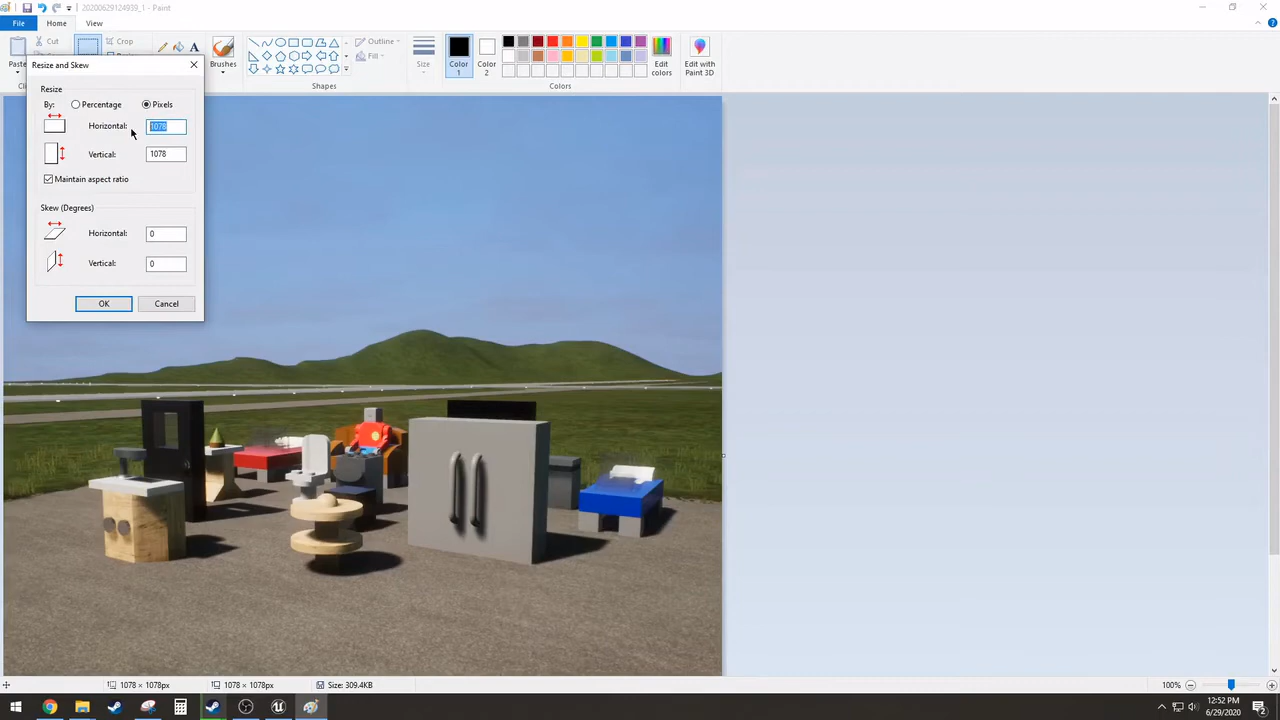 20200629124939_1 - Paint
File
Home
View
Paste
Cut
Crop
Brushes
Shapes
Outline
Fill
Size
Color
1
Color
2
Edit
colors
Edit with
Paint 3D
Colors
Resize and Skew
Resize
By:
Percentage
Pixels
Horizontal:
1078
Vertical:
1078
Maintain aspect ratio
Skew (Degrees)
Horizontal:
0
Vertical:
0
OK
Cancel
1078 × 1078px
1078 × 1078px
Size: 309.4KB
100%
12:52 PM
6/29/2020